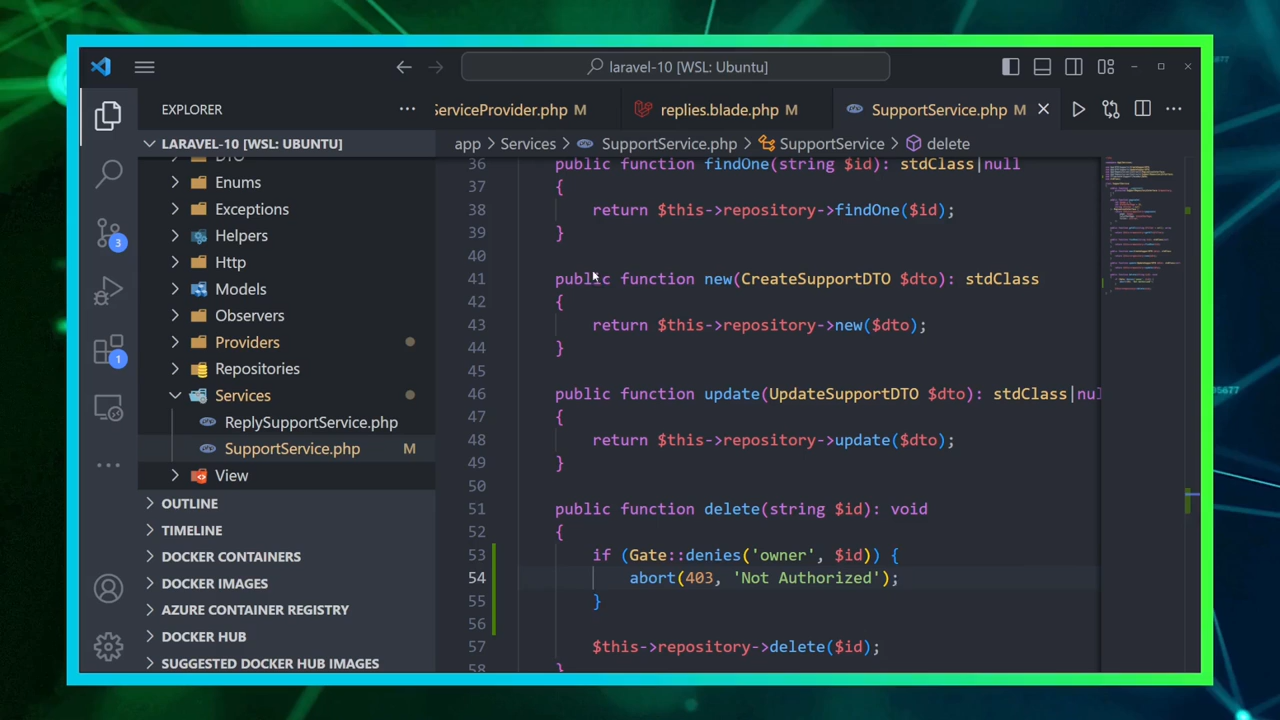 laravel-10 [WSL: Ubuntu]
EXPLORER
ServiceProvider.php M
replies.blade.php M
SupportService.php M
LARAVEL-10 [WSL: UBUNTU]
app > Services > SupportService.php > SupportService > delete
DTO
Enums
Exceptions
Helpers
Http
Models
Observers
Providers
Repositories
Services
ReplySupportService.php
SupportService.php M
View
OUTLINE
TIMELINE
DOCKER CONTAINERS
DOCKER IMAGES
AZURE CONTAINER REGISTRY
DOCKER HUB
SUGGESTED DOCKER HUB IMAGES
3
1
36 public function findOne(string $id): stdClass|null
37 {
38 return $this->repository->findOne($id);
39 }
40
41 public function new(CreateSupportDTO $dto): stdClass
42 {
43 return $this->repository->new($dto);
44 }
45
46 public function update(UpdateSupportDTO $dto): stdClass|nul
47 {
48 return $this->repository->update($dto);
49 }
50
51 public function delete(string $id): void
52 {
53 if (Gate::denies('owner', $id)) {
54 abort(403, 'Not Authorized');
55 }
56
57 $this->repository->delete($id);
58 }